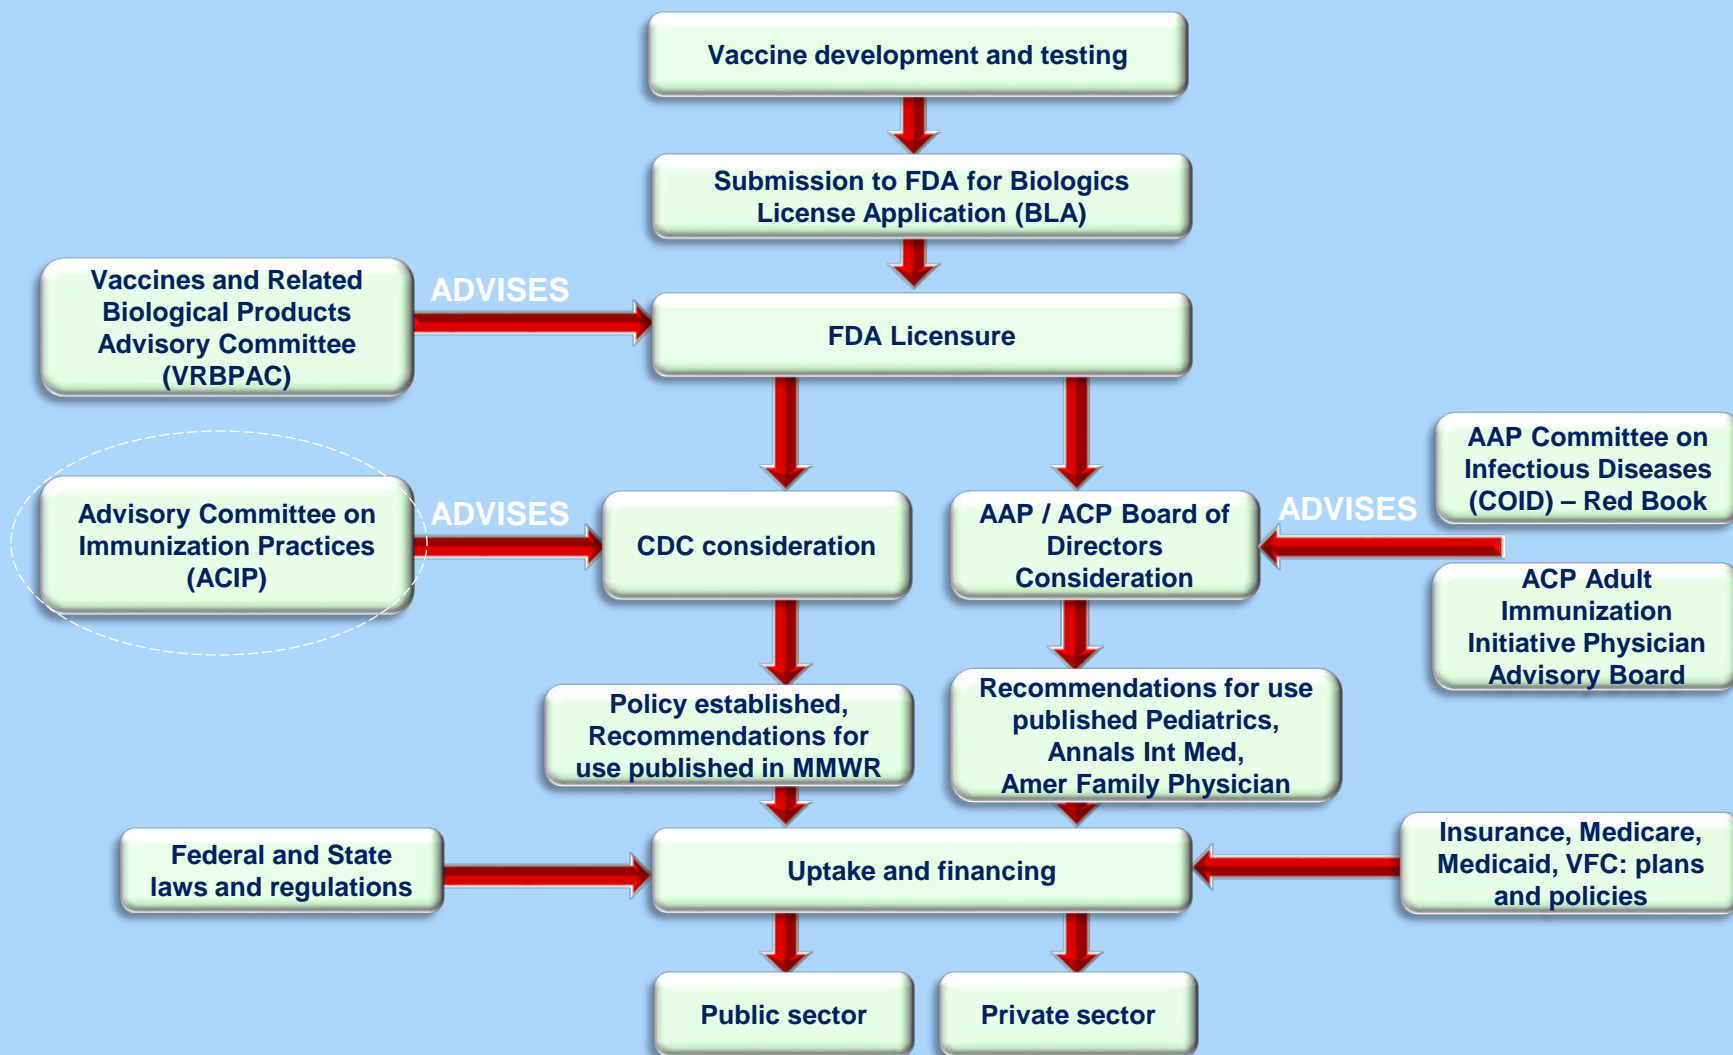 Vaccine development and testing
Submission to FDA for Biologics
License Application (BLA)
Vaccines and Related
Biological Products
Advisory Committee
(VRBPAC)
ADVISES
FDA Licensure
Advisory Committee on
Immunization Practices
(ACIP)
ADVISES
CDC consideration
AAP / ACP Board of
Directors
Consideration
ADVISES
AAP Committee on
Infectious Diseases
(COID) – Red Book
ACP Adult
Immunization
Initiative Physician
Advisory Board
Policy established,
Recommendations for
use published in MMWR
Recommendations for use
published Pediatrics,
Annals Int Med,
Amer Family Physician
Federal and State
laws and regulations
Uptake and financing
Insurance, Medicare,
Medicaid, VFC: plans
and policies
Public sector
Private sector